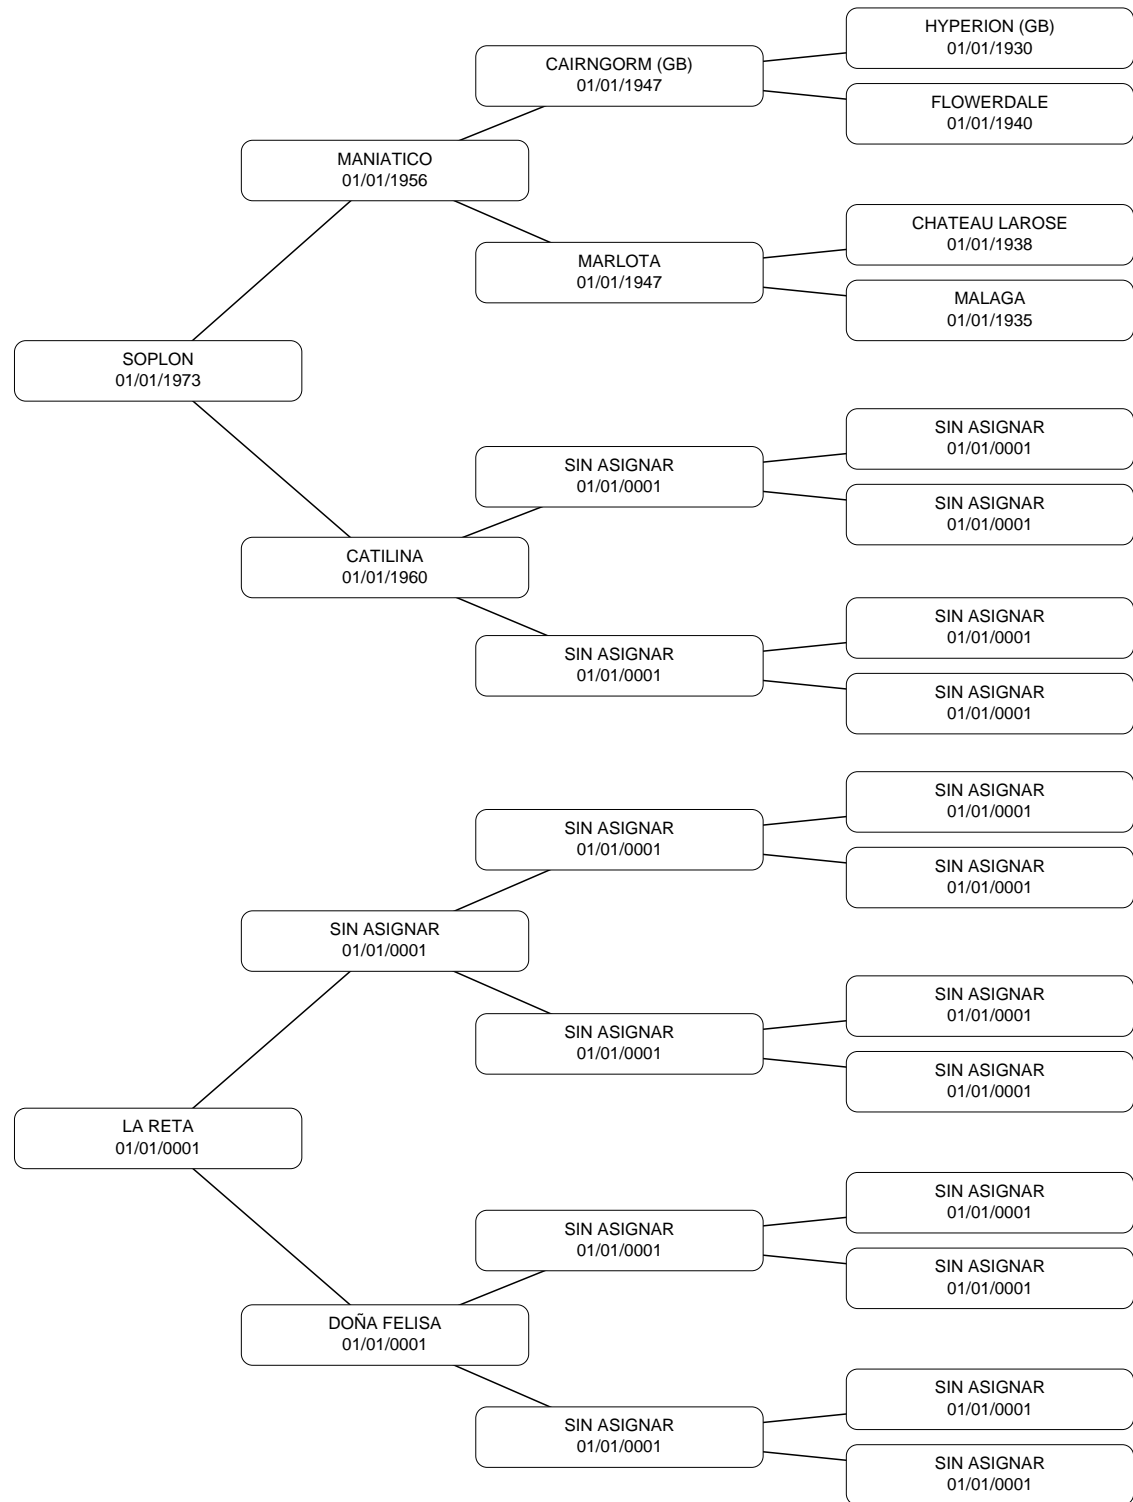 HYPERION (GB)
01/01/1930
CAIRNGORM (GB)
01/01/1947
FLOWERDALE
01/01/1940
MANIATICO
01/01/1956
CHATEAU LAROSE
01/01/1938
MARLOTA
01/01/1947
MALAGA
01/01/1935
SOPLON
01/01/1973
SIN ASIGNAR
01/01/0001
SIN ASIGNAR
01/01/0001
SIN ASIGNAR
01/01/0001
CATILINA
01/01/1960
SIN ASIGNAR
01/01/0001
SIN ASIGNAR
01/01/0001
SIN ASIGNAR
01/01/0001
SIN ASIGNAR
01/01/0001
SIN ASIGNAR
01/01/0001
SIN ASIGNAR
01/01/0001
SIN ASIGNAR
01/01/0001
SIN ASIGNAR
01/01/0001
SIN ASIGNAR
01/01/0001
SIN ASIGNAR
01/01/0001
LA RETA
01/01/0001
SIN ASIGNAR
01/01/0001
SIN ASIGNAR
01/01/0001
SIN ASIGNAR
01/01/0001
DOÑA FELISA
01/01/0001
SIN ASIGNAR
01/01/0001
SIN ASIGNAR
01/01/0001
SIN ASIGNAR
01/01/0001